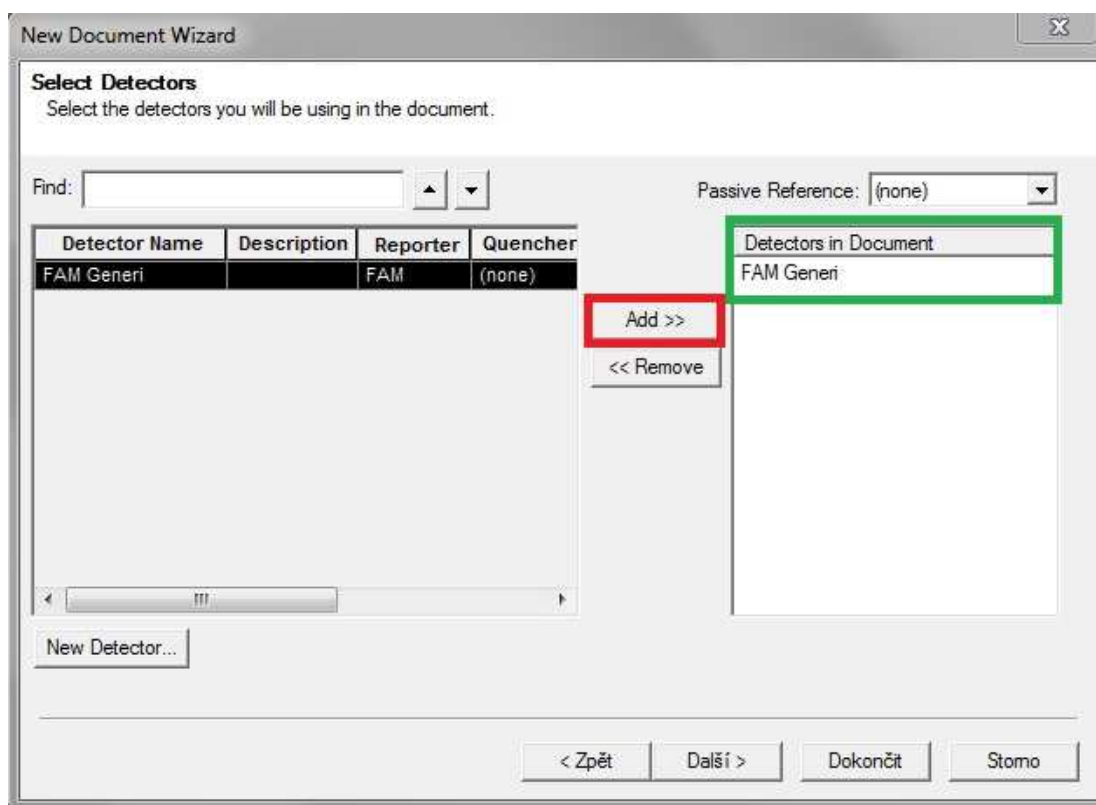 New Document Wizard
Select Detectors
Select the detectors you will be using in the document.
Find:
Passive Reference: (none)
Detector Name Description Reporter Quencher
FAM Generi FAM (none)
Detectors in Document
FAM Generi
Add >>
<< Remove
New Detector...
< Zpět Další > Dokončit Storno